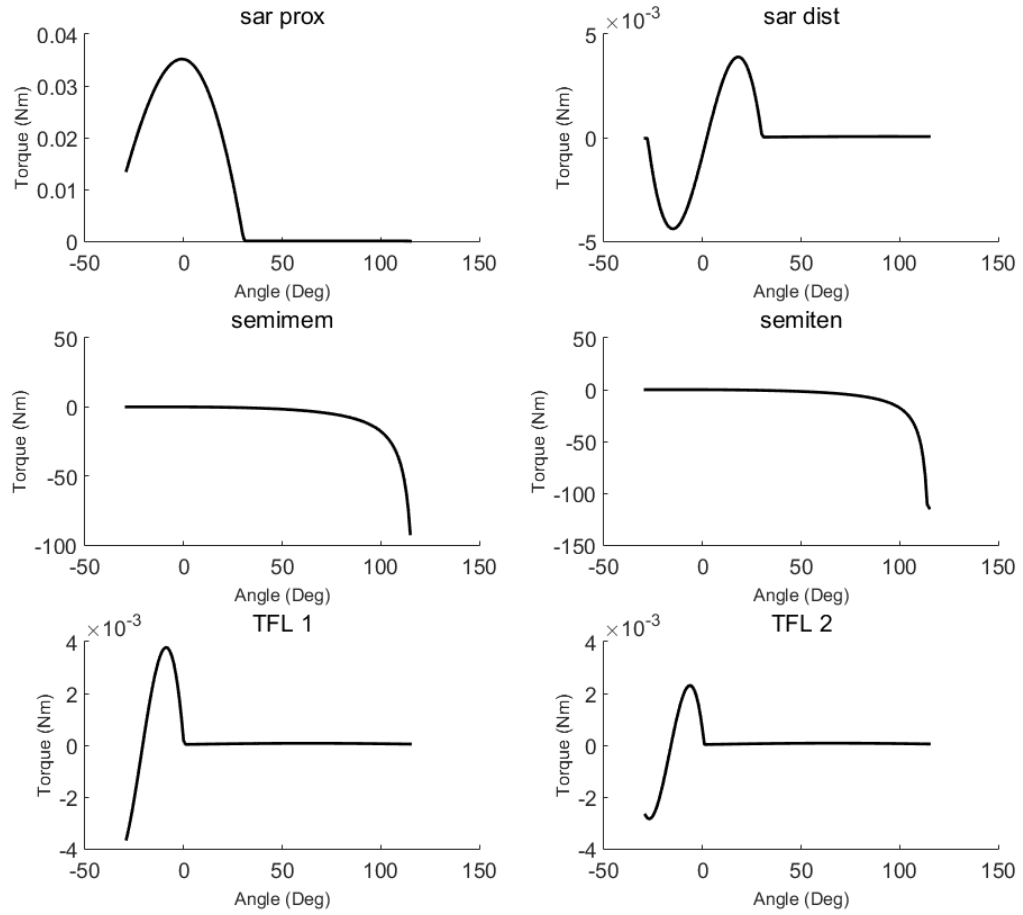 sar prox
0.04
0.03
0.02
0.01
0
Torque (Nm)
-50 0 50 100 150
Angle (Deg)
sar dist
×10⁻³
5
0
-5
Torque (Nm)
-50 0 50 100 150
Angle (Deg)
semimem
50
0
-50
-100
Torque (Nm)
-50 0 50 100 150
Angle (Deg)
semiten
50
0
-50
-100
-150
Torque (Nm)
-50 0 50 100 150
Angle (Deg)
TFL 1
×10⁻³
4
2
0
-2
-4
Torque (Nm)
-50 0 50 100 150
Angle (Deg)
TFL 2
×10⁻³
4
2
0
-2
-4
Torque (Nm)
-50 0 50 100 150
Angle (Deg)